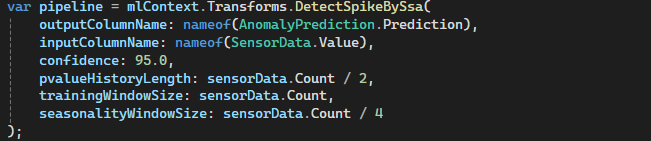 var pipeline = mlContext.Transforms.DetectSpikeBySsa(
    outputColumnName: nameof(AnomalyPrediction.Prediction),
    inputColumnName: nameof(SensorData.Value),
    confidence: 95.0,
    pvalueHistoryLength: sensorData.Count / 2,
    trainingWindowSize: sensorData.Count,
    seasonalityWindowSize: sensorData.Count / 4
);